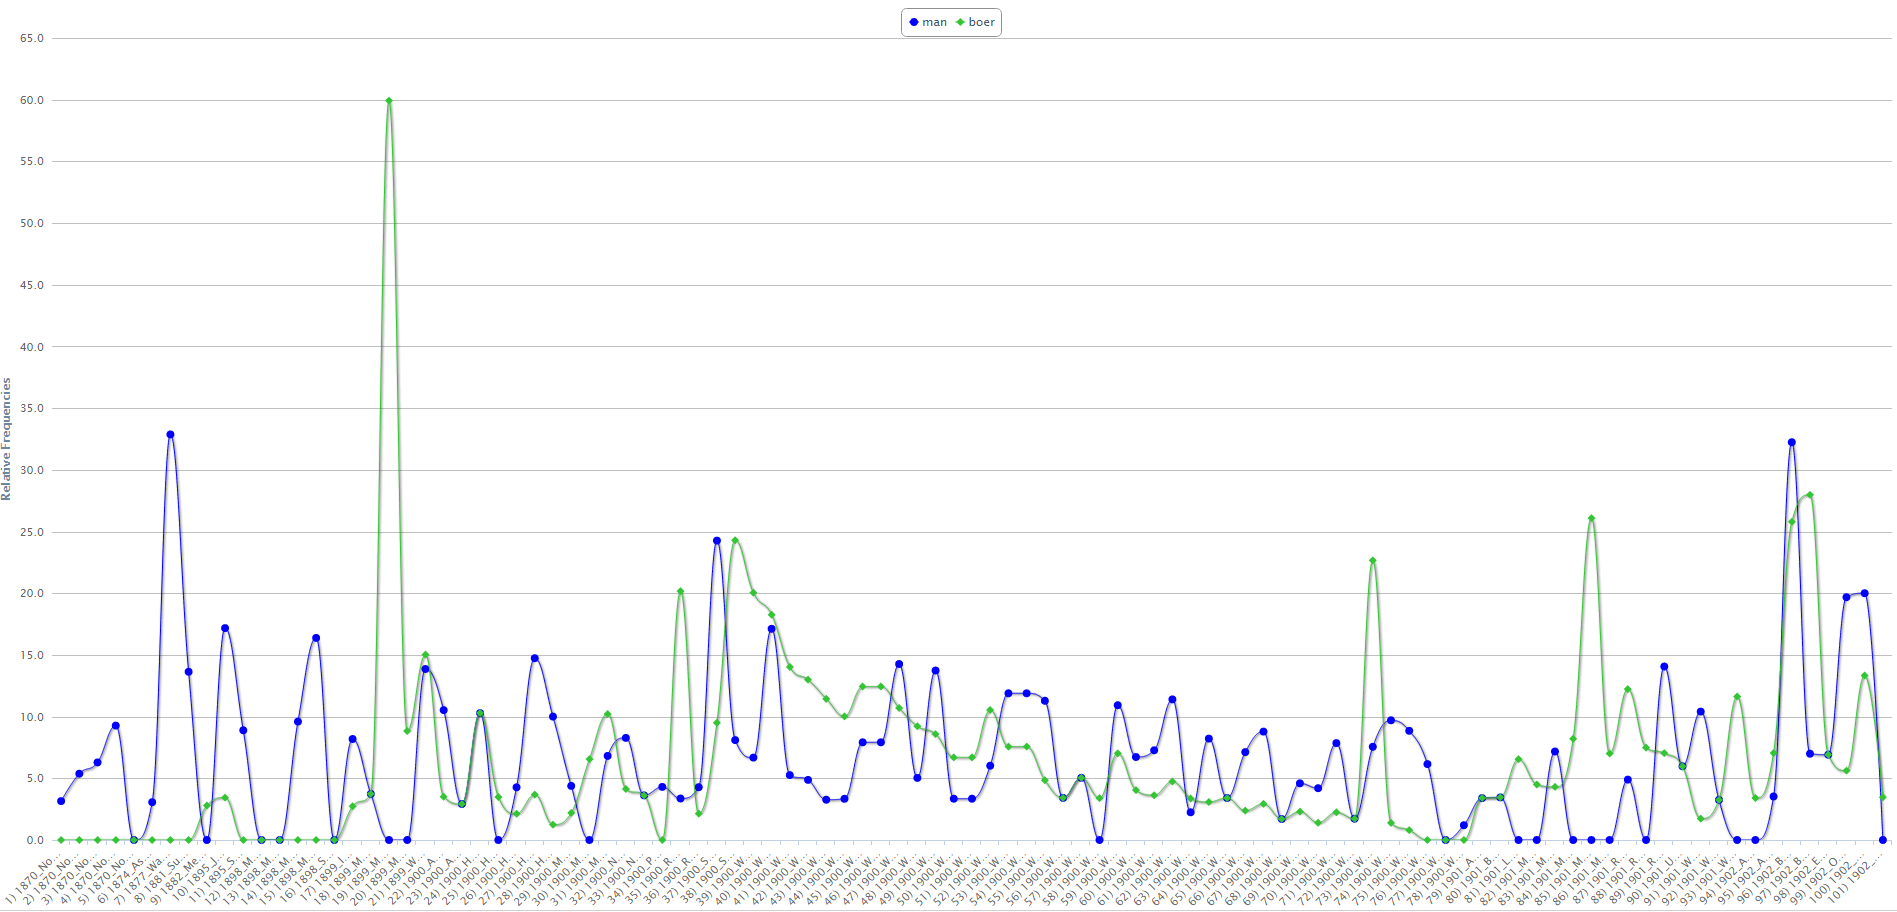 man boer
65.0
60.0
55.0
50.0
45.0
40.0
35.0
30.0
25.0
20.0
15.0
10.0
5.0
0.0
Relative Frequencies
1) 1870_No…
2) 1870_No…
3) 1870_No…
4) 1870_No…
5) 1870_No…
6) 1874_As…
7) 1877_Wa…
8) 1881_Su…
9) 1882_Me…
10) 1895_J…
11) 1895_S…
12) 1898_M…
13) 1898_M…
14) 1898_M…
15) 1898_M…
16) 1898_S…
17) 1899_I…
18) 1899_M…
19) 1899_M…
20) 1899_M…
21) 1899_W…
22) 1900_A…
23) 1900_A…
24) 1900_H…
25) 1900_H…
26) 1900_H…
27) 1900_H…
28) 1900_H…
29) 1900_M…
30) 1900_M…
31) 1900_M…
32) 1900_N…
33) 1900_N…
34) 1900_P…
35) 1900_R…
36) 1900_R…
37) 1900_S…
38) 1900_S…
39) 1900_W…
40) 1900_W…
41) 1900_W…
42) 1900_W…
43) 1900_W…
44) 1900_W…
45) 1900_W…
46) 1900_W…
47) 1900_W…
48) 1900_W…
49) 1900_W…
50) 1900_W…
51) 1900_W…
52) 1900_W…
53) 1900_W…
54) 1900_W…
55) 1900_W…
56) 1900_W…
57) 1900_W…
58) 1900_W…
59) 1900_W…
60) 1900_W…
61) 1900_W…
62) 1900_W…
63) 1900_W…
64) 1900_W…
65) 1900_W…
66) 1900_W…
67) 1900_W…
68) 1900_W…
69) 1900_W…
70) 1900_W…
71) 1900_W…
72) 1900_W…
73) 1900_W…
74) 1900_W…
75) 1900_W…
76) 1900_W…
77) 1900_W…
78) 1900_W…
79) 1901_A…
80) 1901_B…
81) 1901_L…
82) 1901_M…
83) 1901_M…
84) 1901_M…
85) 1901_M…
86) 1901_M…
87) 1901_R…
88) 1901_R…
89) 1901_R…
90) 1901_U…
91) 1901_W…
92) 1901_W…
93) 1901_W…
94) 1902_A…
95) 1902_A…
96) 1902_B…
97) 1902_B…
98) 1902_E…
99) 1902_O…
100) 1902_…
101) 1902_…